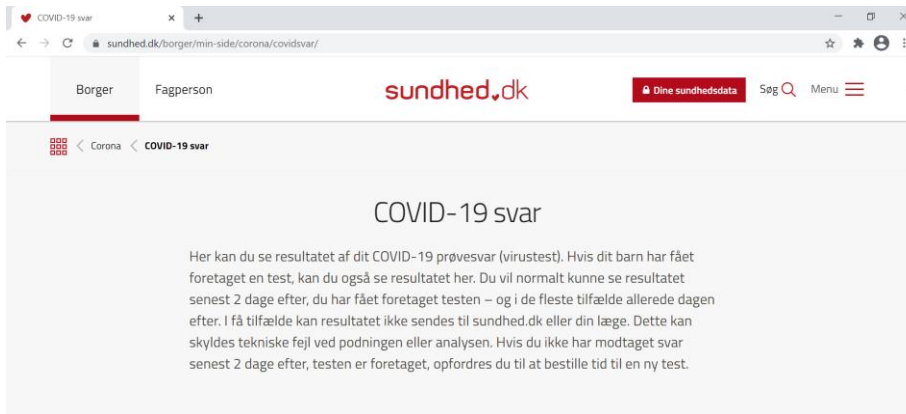 COVID-19 svar
sundhed.dk/borger/min-side/corona/covidsvar/
Borger Fagperson sundhed.dk Dine sundhedsdata Søg Menu
Corona COVID-19 svar
COVID-19 svar
Her kan du se resultatet af dit COVID-19 prøvesvar (virustest). Hvis dit barn har fået
foretaget en test, kan du også se resultatet her. Du vil normalt kunne se resultatet
senest 2 dage efter, du har fået foretaget testen – og i de fleste tilfælde allerede dagen
efter. I få tilfælde kan resultatet ikke sendes til sundhed.dk eller din læge. Dette kan
skyldes tekniske fejl ved podningen eller analysen. Hvis du ikke har modtaget svar
senest 2 dage efter, testen er foretaget, opfordres du til at bestille tid til en ny test.